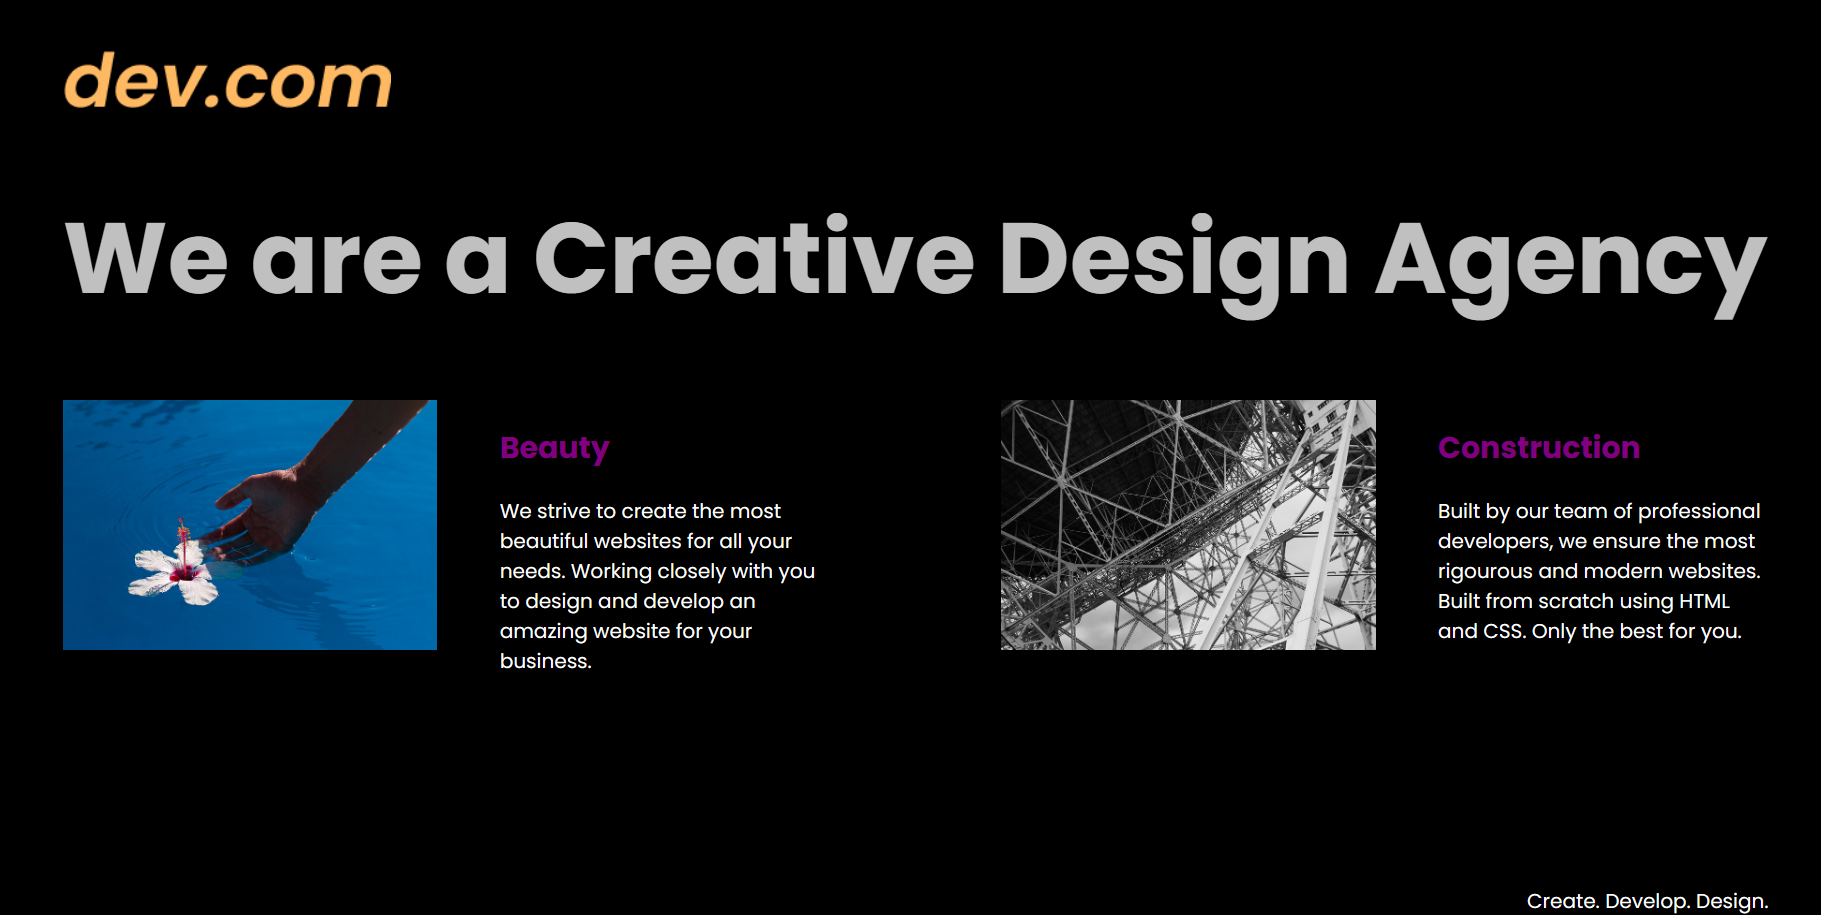 dev.com
We are a Creative Design Agency
Beauty
We strive to create the most
beautiful websites for all your
needs. Working closely with you
to design and develop an
amazing website for your
business.
Construction
Built by our team of professional
developers, we ensure the most
rigourous and modern websites.
Built from scratch using HTML
and CSS. Only the best for you.
Create. Develop. Design.